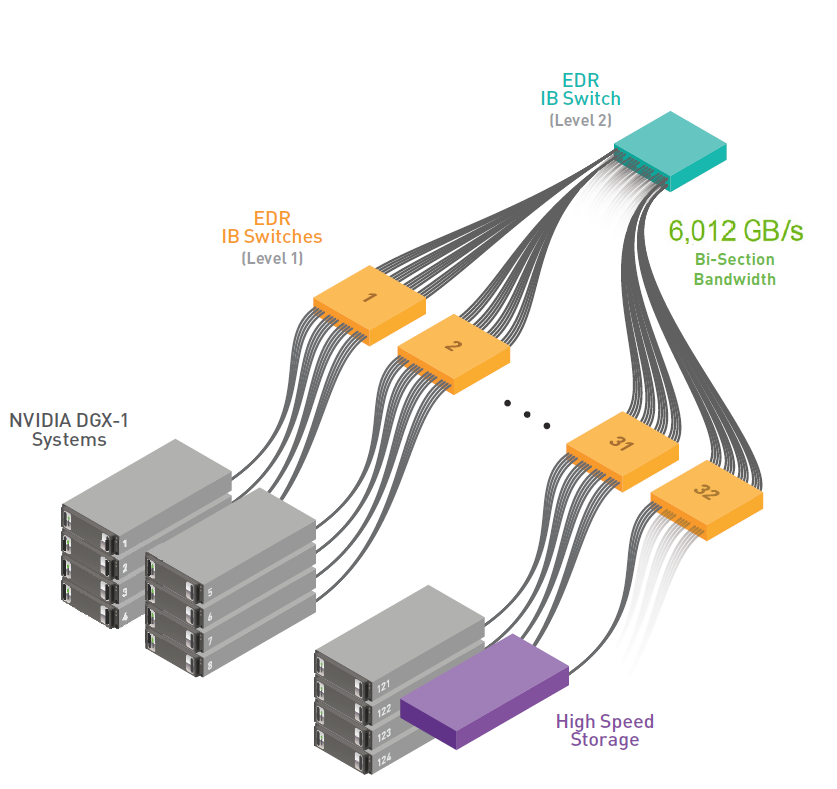 EDR
IB Switch
(Level 2)
EDR
IB Switches
(Level 1)
6,012 GB/s
Bi-Section
Bandwidth
1
2
31
32
NVIDIA DGX-1
Systems
1
2
3
4
5
6
7
8
121
122
123
124
High Speed
Storage